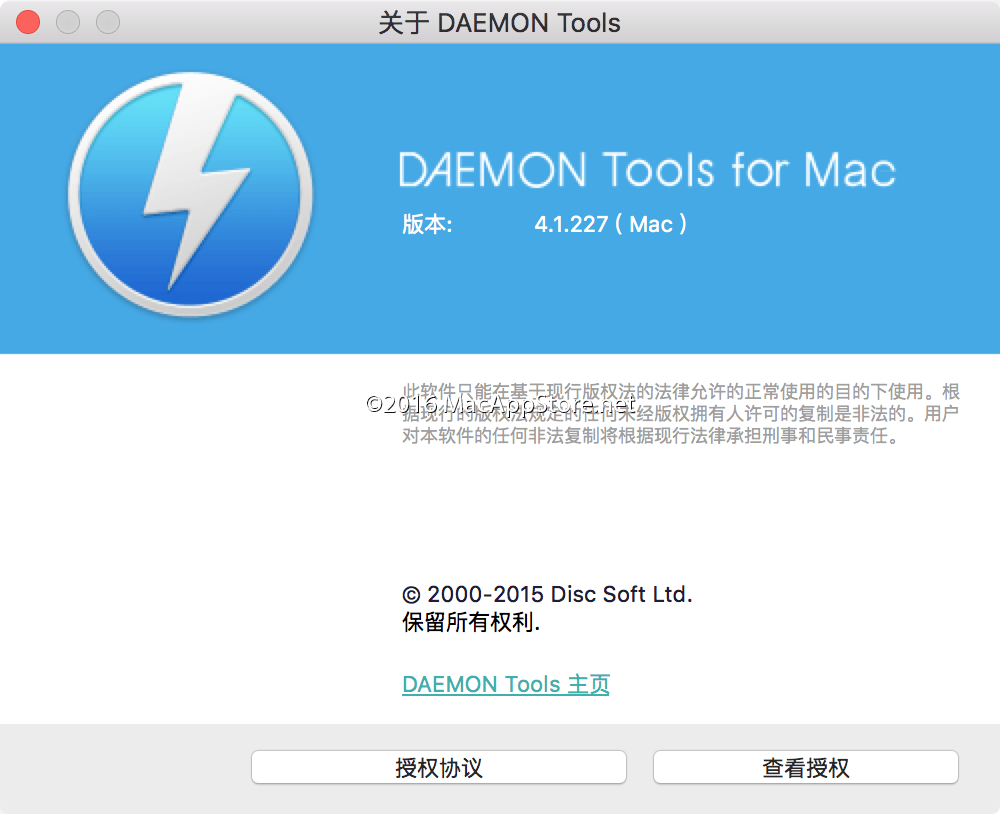 关于 DAEMON Tools
DAEMON Tools for Mac
版本: 4.1.227 ( Mac )
此软件只能在基于现行版权法的法律允许的正常使用的目的下使用。根
©2016 MacAppStore.net
据现行的版权法规定的任何未经版权拥有人许可的复制是非法的。用户
对本软件的任何非法复制将根据现行法律承担刑事和民事责任。
© 2000-2015 Disc Soft Ltd.
保留所有权利.
DAEMON Tools 主页
授权协议
查看授权